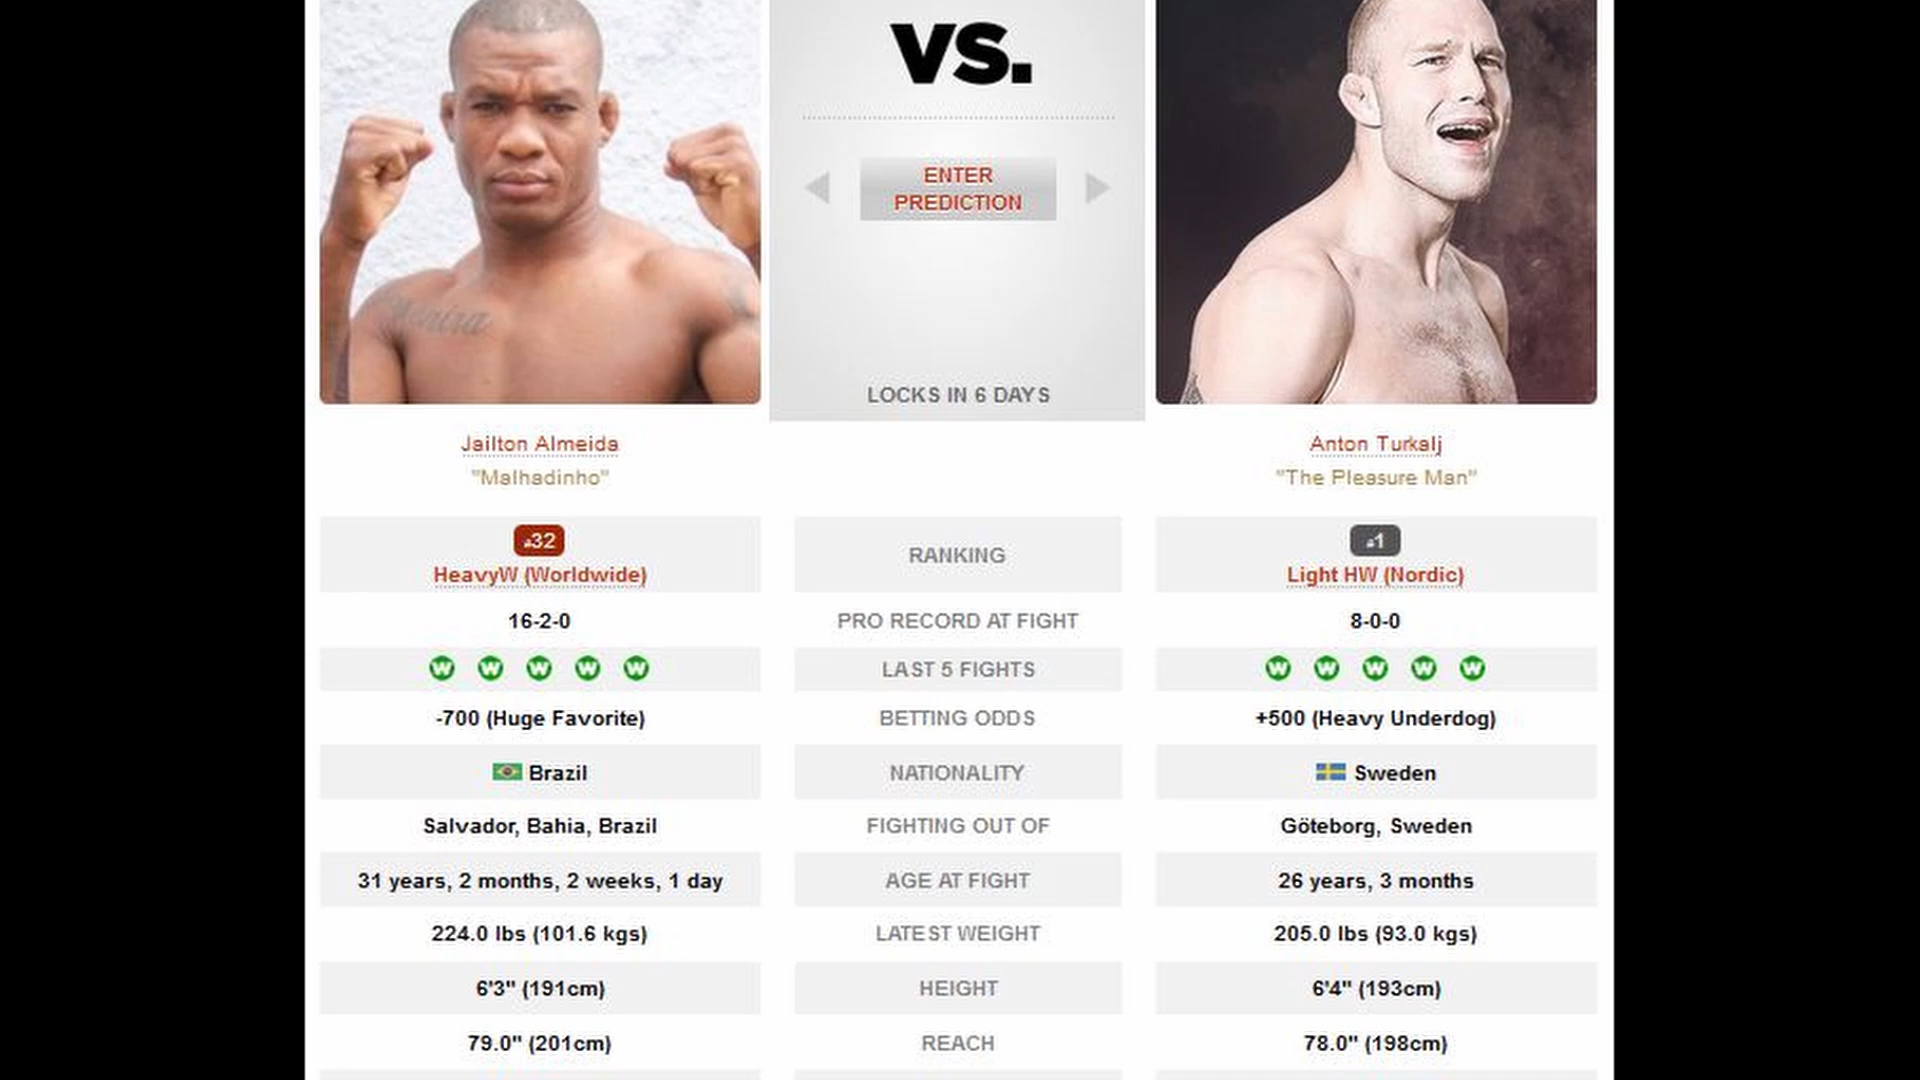 VS.
ENTER
PREDICTION
LOCKS IN 6 DAYS
Jailton Almeida
Anton Turkalj
"Malhadinho"
"The Pleasure Man"
32
RANKING
1
HeavyW (Worldwide)
Light HW (Nordic)
16-2-0
PRO RECORD AT FIGHT
8-0-0
W W W W W
LAST 5 FIGHTS
W W W W W
-700 (Huge Favorite)
BETTING ODDS
+500 (Heavy Underdog)
Brazil
NATIONALITY
Sweden
Salvador, Bahia, Brazil
FIGHTING OUT OF
Göteborg, Sweden
31 years, 2 months, 2 weeks, 1 day
AGE AT FIGHT
26 years, 3 months
224.0 lbs (101.6 kgs)
LATEST WEIGHT
205.0 lbs (93.0 kgs)
6'3" (191cm)
HEIGHT
6'4" (193cm)
79.0" (201cm)
REACH
78.0" (198cm)